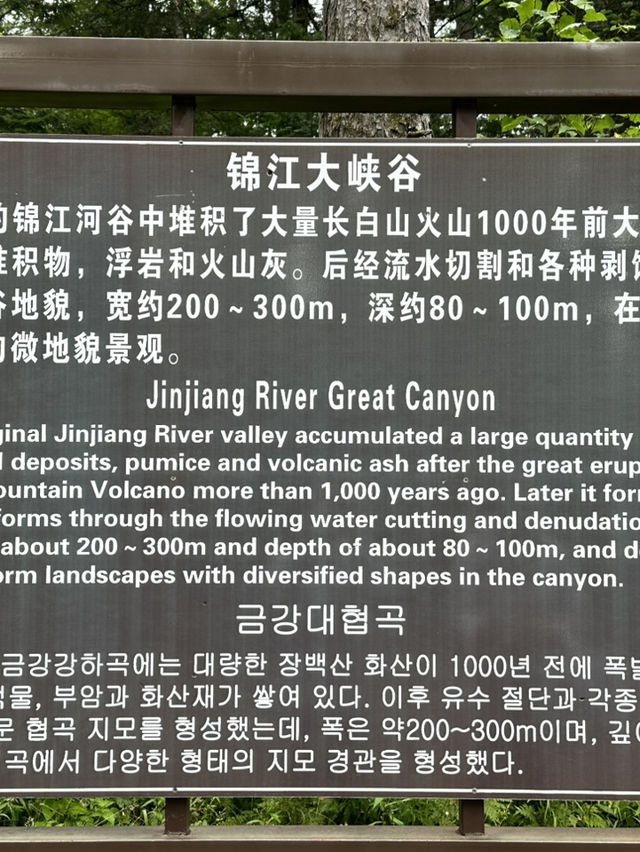 锦江大峡谷
的锦江河谷中堆积了大量长白山火山1000年前大
堆积物，浮岩和火山灰。后经流水切割和各种剥
谷地貌，宽约200～300m，深约80～100m，在
的微地貌景观。
Jinjiang River Great Canyon
ginal Jinjiang River valley accumulated a large quantity
l deposits, pumice and volcanic ash after the great erup
ountain Volcano more than 1,000 years ago. Later it for
forms through the flowing water cutting and denudatio
about 200 ~ 300m and depth of about 80 ~ 100m, and d
orm landscapes with diversified shapes in the canyon.
금강대협곡
금강강하곡에는 대량한 장백산 화산이 1000년 전에 폭발
적물, 부암과 화산재가 쌓여 있다. 이후 유수 절단과 각종
문 협곡 지모를 형성했는데, 폭은 약200~300m이며, 깊이
곡에서 다양한 형태의 지모 경관을 형성했다.